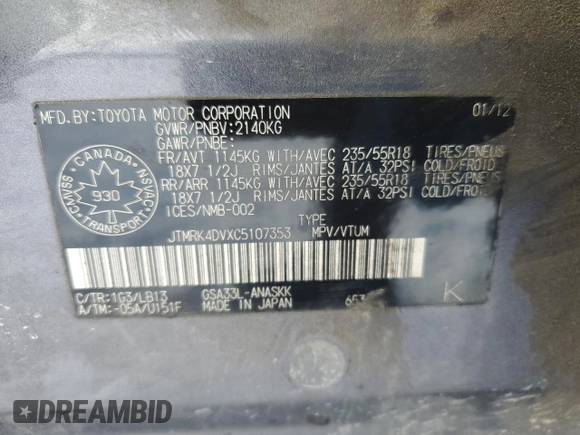 MFD.BY:TOYOTA MOTOR CORPORATION 01/12
GVWR/PNBV:2140KG
GAWR/PNBE:
FR/AVT 1145KG WITH/AVEC 235/55R18 TIRES/PNEUS
18X7 1/2J RIMS/JANTES AT/A 32PSI COLD/FROID
RR/ARR 1145KG WITH/AVEC 235/55R18 TIRES/PNEUS
18X7 1/2J RIMS/JANTES AT/A 32PSI COLD/FROID
ICES/NMB-002
TYPE
JTMRK4DVXC5107353 MPV/VTUM
CANADA
930
CMVSS NSVAC
C/TR:1G3/LB13 GSA33L-ANASKK
A/TM:-05A/U151F MADE IN JAPAN K
DREAMBID